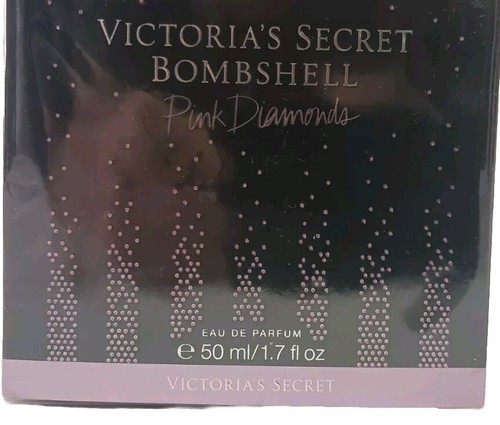 VICTORIA'S SECRET
BOMBSHELL
Pink Diamonds
EAU DE PARFUM
℮ 50 ml/1.7 fl oz
VICTORIA'S SECRET